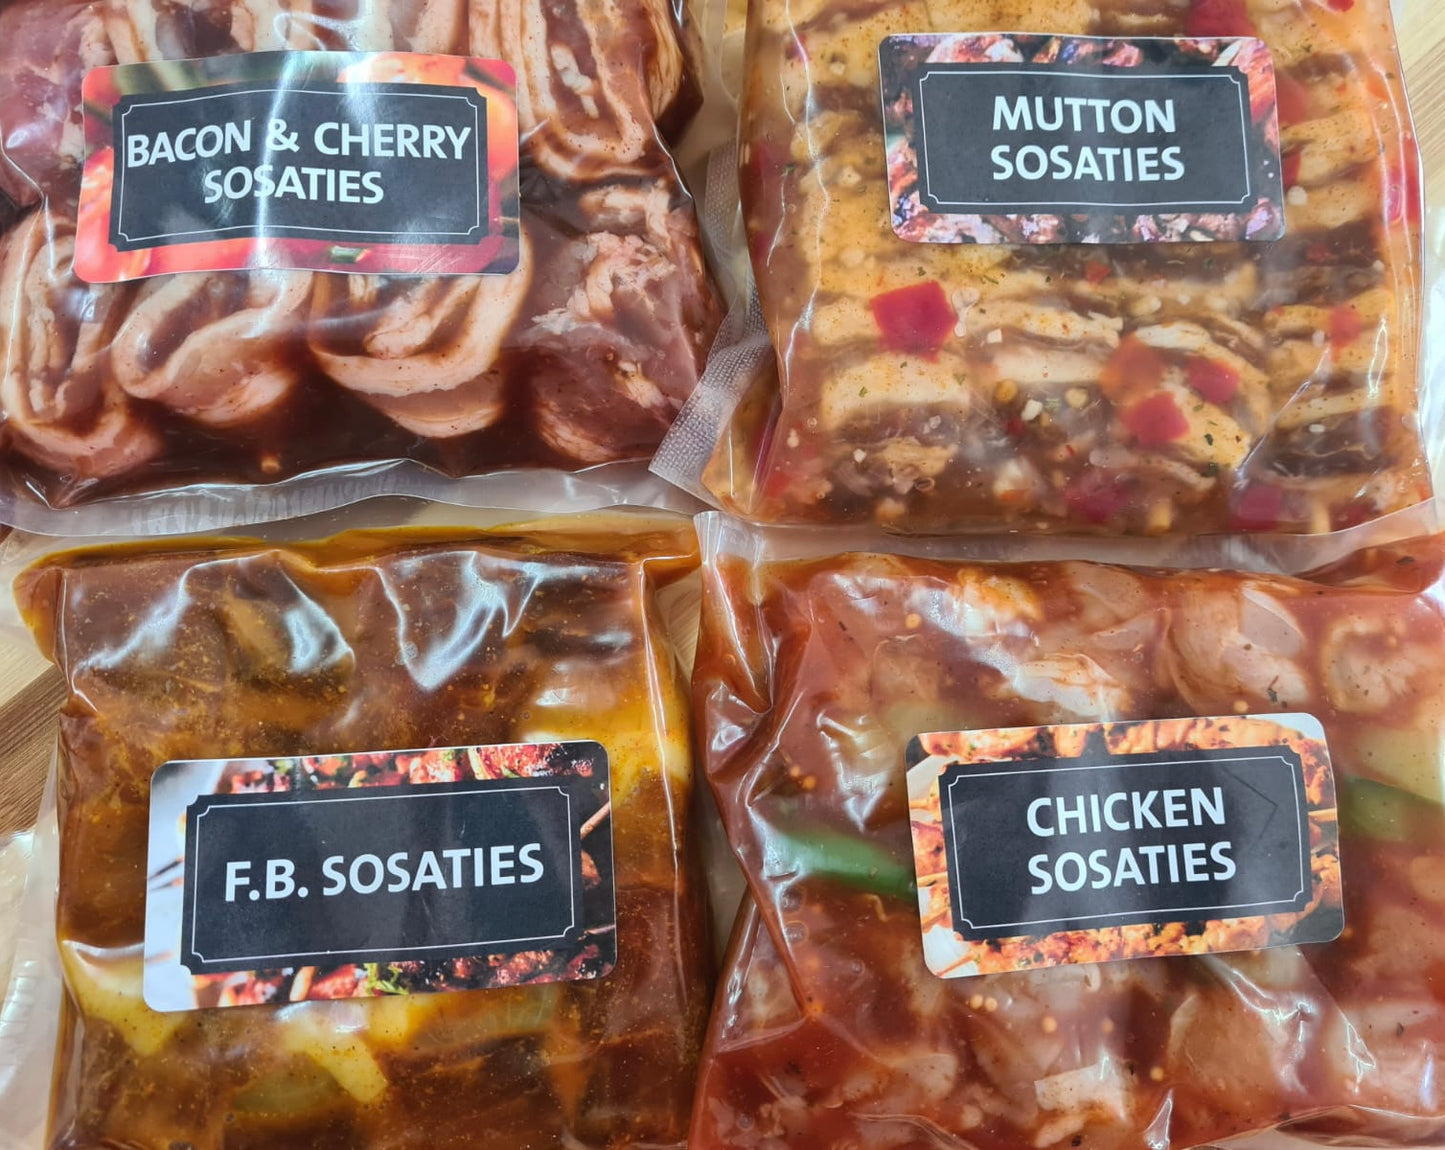 BACON & CHERRY
SOSATIES
MUTTON
SOSATIES
F.B. SOSATIES
CHICKEN
SOSATIES